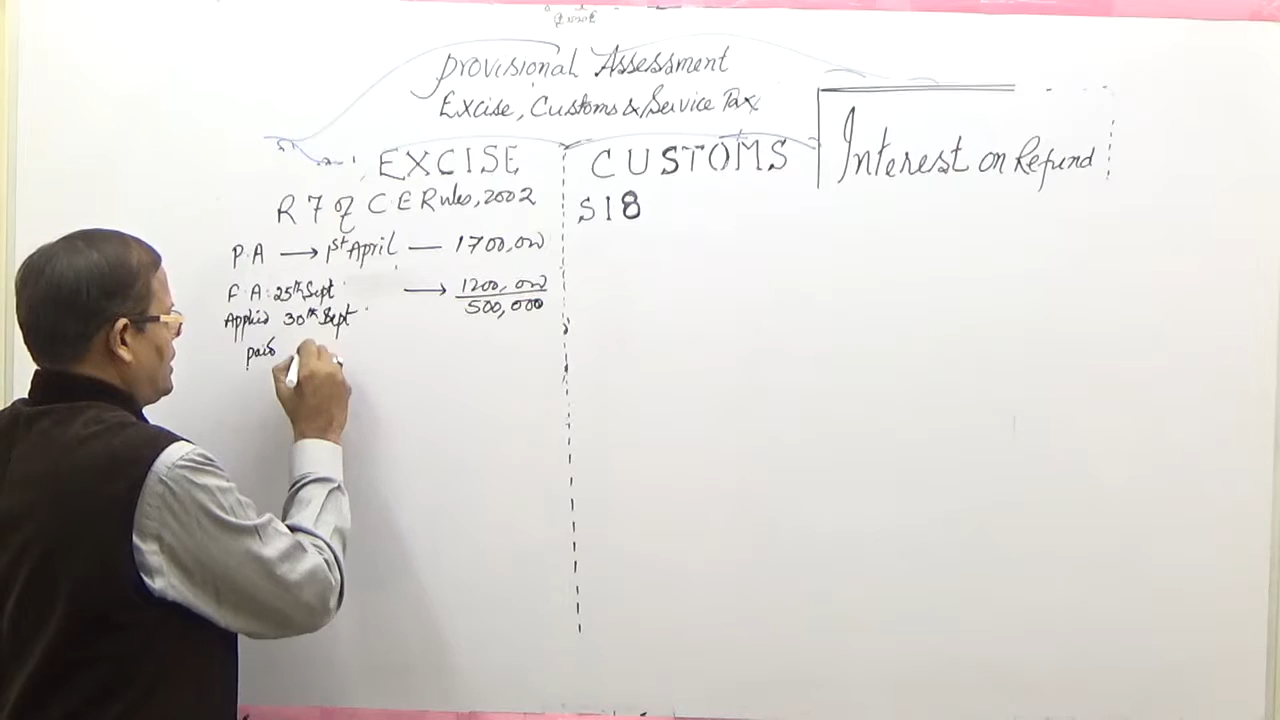 Provisional Assessment
Excise, Customs & Service Tax
EXCISE
R 7 of C.E Rules, 2002
P.A → 1st April — 1700,000
F.A: 25th Sept → 1200,000
500,000
Applied 30th Sept
paid
CUSTOMS
S18
Interest on Refund